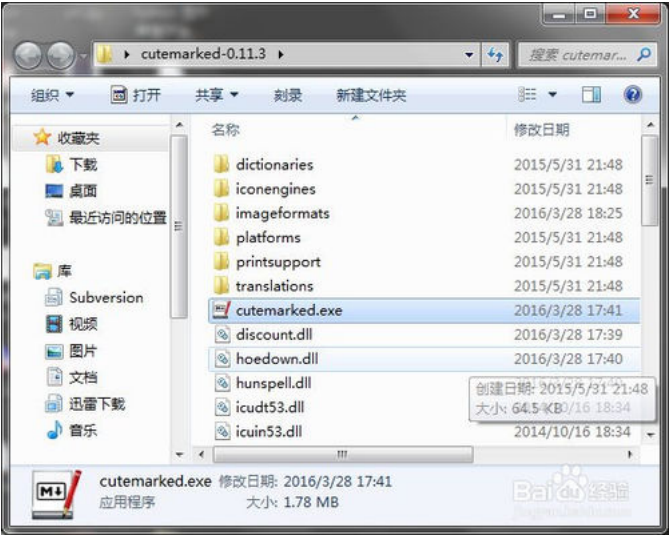 cutemarked-0.11.3
搜索 cutemar...
组织 打开 共享 刻录 新建文件夹
收藏夹
下载
桌面
最近访问的位置
库
Subversion
视频
图片
文档
迅雷下载
音乐
名称 修改日期
dictionaries 2015/5/31 21:48
iconengines 2015/5/31 21:48
imageformats 2016/3/28 18:25
platforms 2015/5/31 21:48
printsupport 2015/5/31 21:48
translations 2015/5/31 21:48
cutemarked.exe 2016/3/28 17:41
discount.dll 2016/3/28 17:39
hoedown.dll 2016/3/28 17:40
hunspell.dll
icudt53.dll
icuin53.dll 2014/10/16 18:34
创建日期: 2015/5/31 21:48
大小: 64.5 KB
18:34
cutemarked.exe 修改日期: 2016/3/28 17:41
应用程序 大小: 1.78 MB
M↓
Baidu 经验